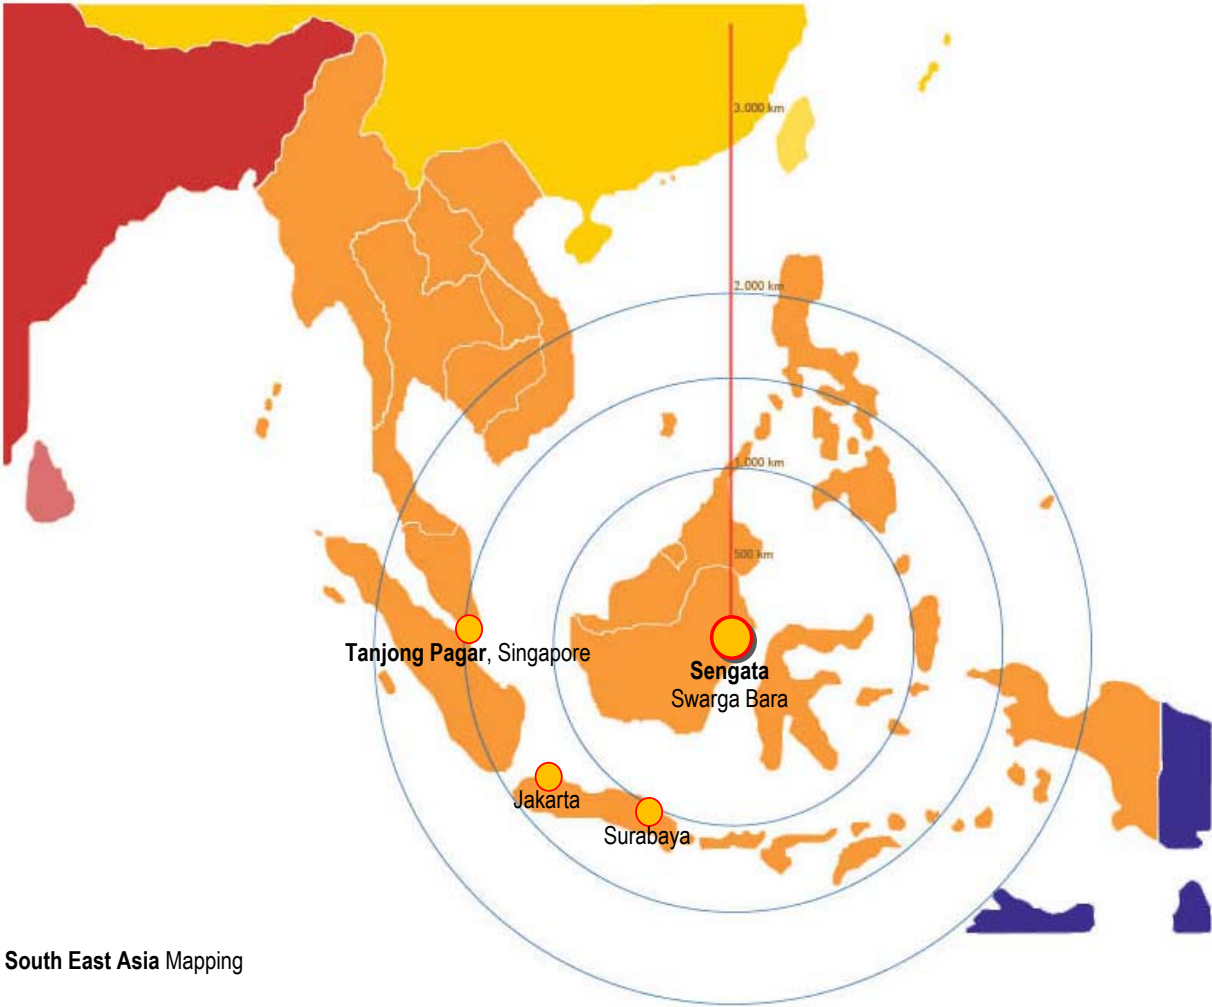 3.000 km
2.000 km
1.000 km
500 km
Tanjong Pagar, Singapore
Sengata
Swarga Bara
Jakarta
Surabaya
South East Asia Mapping